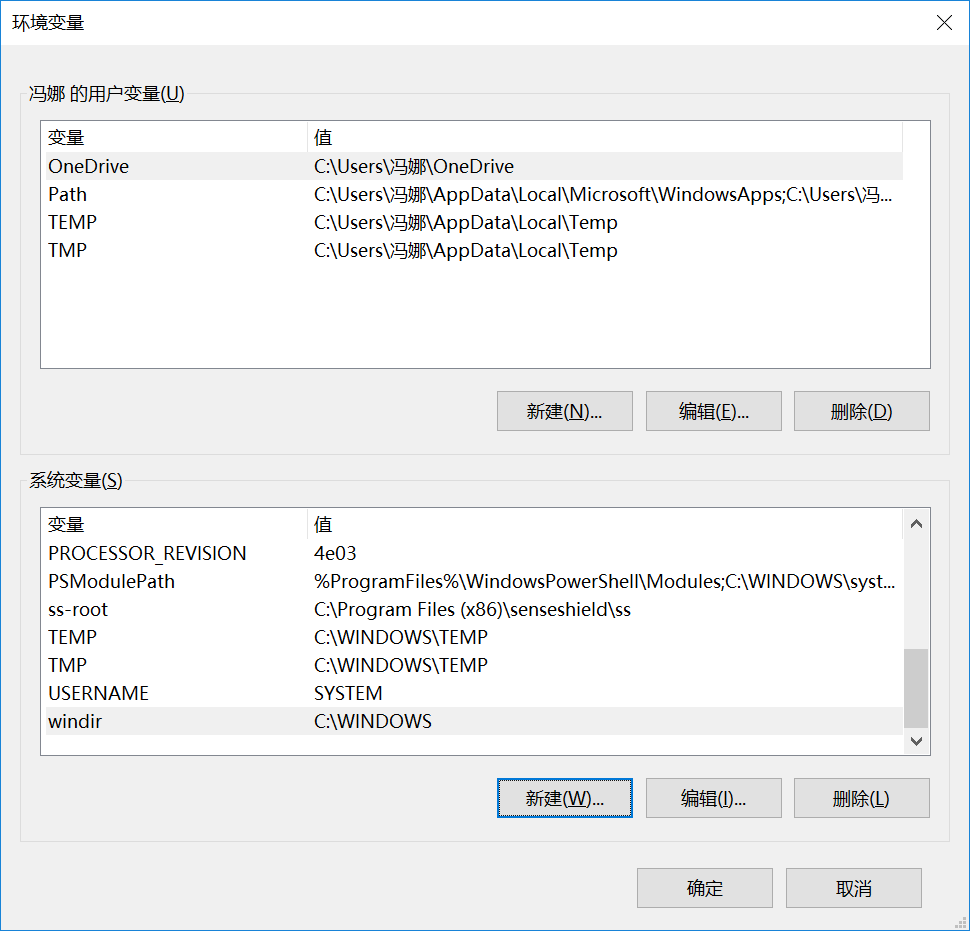 环境变量
冯娜 的用户变量(U)
变量 值
OneDrive C:\Users\冯娜\OneDrive
Path C:\Users\冯娜\AppData\Local\Microsoft\WindowsApps;C:\Users\冯...
TEMP C:\Users\冯娜\AppData\Local\Temp
TMP C:\Users\冯娜\AppData\Local\Temp
新建(N)... 编辑(E)... 删除(D)
系统变量(S)
变量 值
PROCESSOR_REVISION 4e03
PSModulePath %ProgramFiles%\WindowsPowerShell\Modules;C:\WINDOWS\syst...
ss-root C:\Program Files (x86)\senseshield\ss
TEMP C:\WINDOWS\TEMP
TMP C:\WINDOWS\TEMP
USERNAME SYSTEM
windir C:\WINDOWS
新建(W)... 编辑(I)... 删除(L)
确定 取消